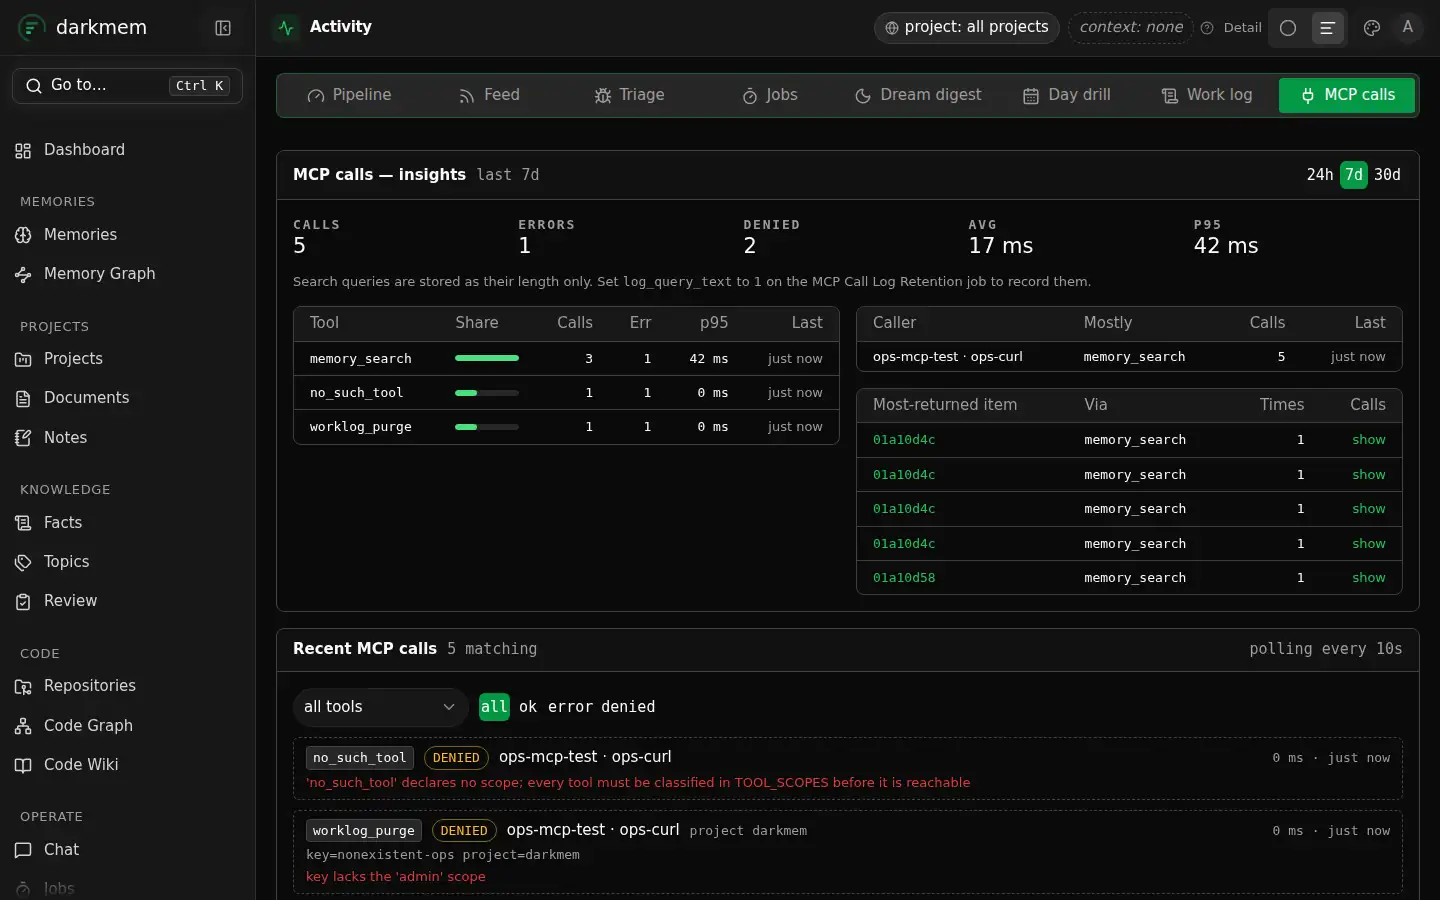 darkmem
Go to... Ctrl K
Dashboard
MEMORIES
Memories
Memory Graph
PROJECTS
Projects
Documents
Notes
KNOWLEDGE
Facts
Topics
Review
CODE
Repositories
Code Graph
Code Wiki
OPERATE
Chat
Jobs
Activity
project: all projects context: none Detail A
Pipeline Feed Triage Jobs Dream digest Day drill Work log MCP calls
MCP calls — insights last 7d 24h 7d 30d
CALLS ERRORS DENIED AVG P95
5 1 2 17 ms 42 ms
Search queries are stored as their length only. Set log_query_text to 1 on the MCP Call Log Retention job to record them.
Tool Share Calls Err p95 Last
memory_search 3 1 42 ms just now
no_such_tool 1 1 0 ms just now
worklog_purge 1 1 0 ms just now
Caller Mostly Calls Last
ops-mcp-test · ops-curl memory_search 5 just now
Most-returned item Via Times Calls
01a10d4c memory_search 1 show
01a10d4c memory_search 1 show
01a10d4c memory_search 1 show
01a10d4c memory_search 1 show
01a10d58 memory_search 1 show
Recent MCP calls 5 matching polling every 10s
all tools all ok error denied
no_such_tool DENIED ops-mcp-test · ops-curl 0 ms · just now
'no_such_tool' declares no scope; every tool must be classified in TOOL_SCOPES before it is reachable
worklog_purge DENIED ops-mcp-test · ops-curl project darkmem 0 ms · just now
key=nonexistent-ops project=darkmem
key lacks the 'admin' scope